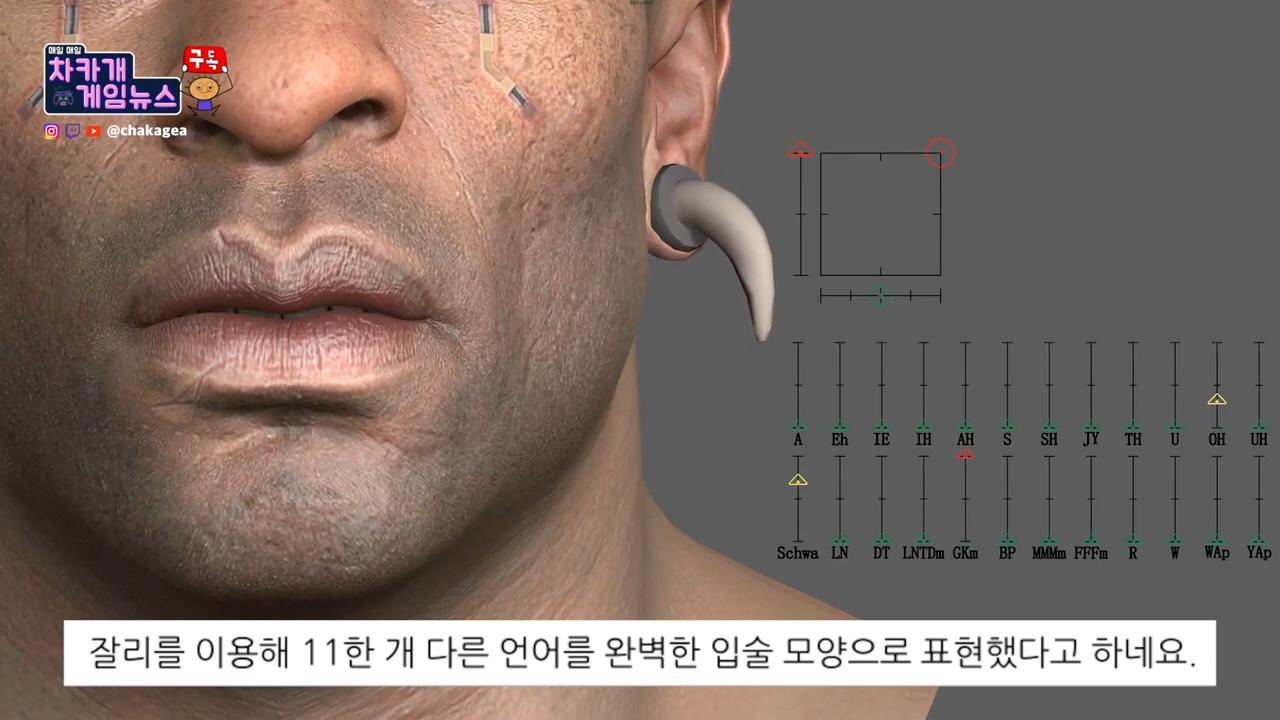 매일 매일
차카개
게임뉴스
구독
@chakagea
A Eh IE IH AH S SH JY TH U OH UH
Schwa LN DT LNTDm GKm BP MMMm FFFm R W WAp YAp
잘리를 이용해 11한 개 다른 언어를 완벽한 입술 모양으로 표현했다고 하네요.